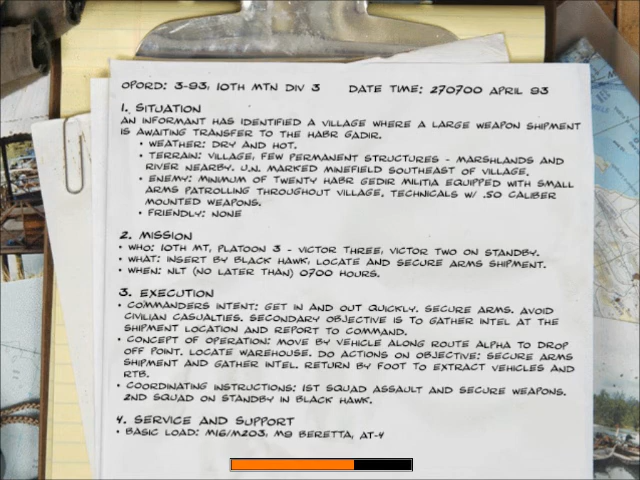 OPORD: 3-93, 10TH MTN DIV 3 DATE TIME: 270700 APRIL 93
1. SITUATION
AN INFORMANT HAS IDENTIFIED A VILLAGE WHERE A LARGE WEAPON SHIPMENT
IS AWAITING TRANSFER TO THE HABR GADIR.
• WEATHER: DRY AND HOT.
• TERRAIN: VILLAGE, FEW PERMANENT STRUCTURES - MARSHLANDS AND
RIVER NEARBY. U.N. MARKED MINEFIELD SOUTHEAST OF VILLAGE.
• ENEMY: MINIMUM OF TWENTY HABR GEDIR MILITIA EQUIPPED WITH SMALL
ARMS PATROLLING THROUGHOUT VILLAGE. TECHNICALS W/ .50 CALIBER
MOUNTED WEAPONS.
• FRIENDLY: NONE
2. MISSION
• WHO: 10TH MT, PLATOON 3 - VICTOR THREE, VICTOR TWO ON STANDBY.
• WHAT: INSERT BY BLACK HAWK, LOCATE AND SECURE ARMS SHIPMENT.
• WHEN: NLT (NO LATER THAN) 0700 HOURS.
3. EXECUTION
• COMMANDERS INTENT: GET IN AND OUT QUICKLY. SECURE ARMS. AVOID
CIVILIAN CASUALTIES. SECONDARY OBJECTIVE IS TO GATHER INTEL AT THE
SHIPMENT LOCATION AND REPORT TO COMMAND.
• CONCEPT OF OPERATION: MOVE BY VEHICLE ALONG ROUTE ALPHA TO DROP
OFF POINT. LOCATE WAREHOUSE. DO ACTIONS ON OBJECTIVE: SECURE ARMS
SHIPMENT AND GATHER INTEL. RETURN BY FOOT TO EXTRACT VEHICLES AND
RTB.
• COORDINATING INSTRUCTIONS: 1ST SQUAD ASSAULT AND SECURE WEAPONS.
2ND SQUAD ON STANDBY IN BLACK HAWK.
4. SERVICE AND SUPPORT
• BASIC LOAD: M16/M203, M9 BERETTA, AT-4